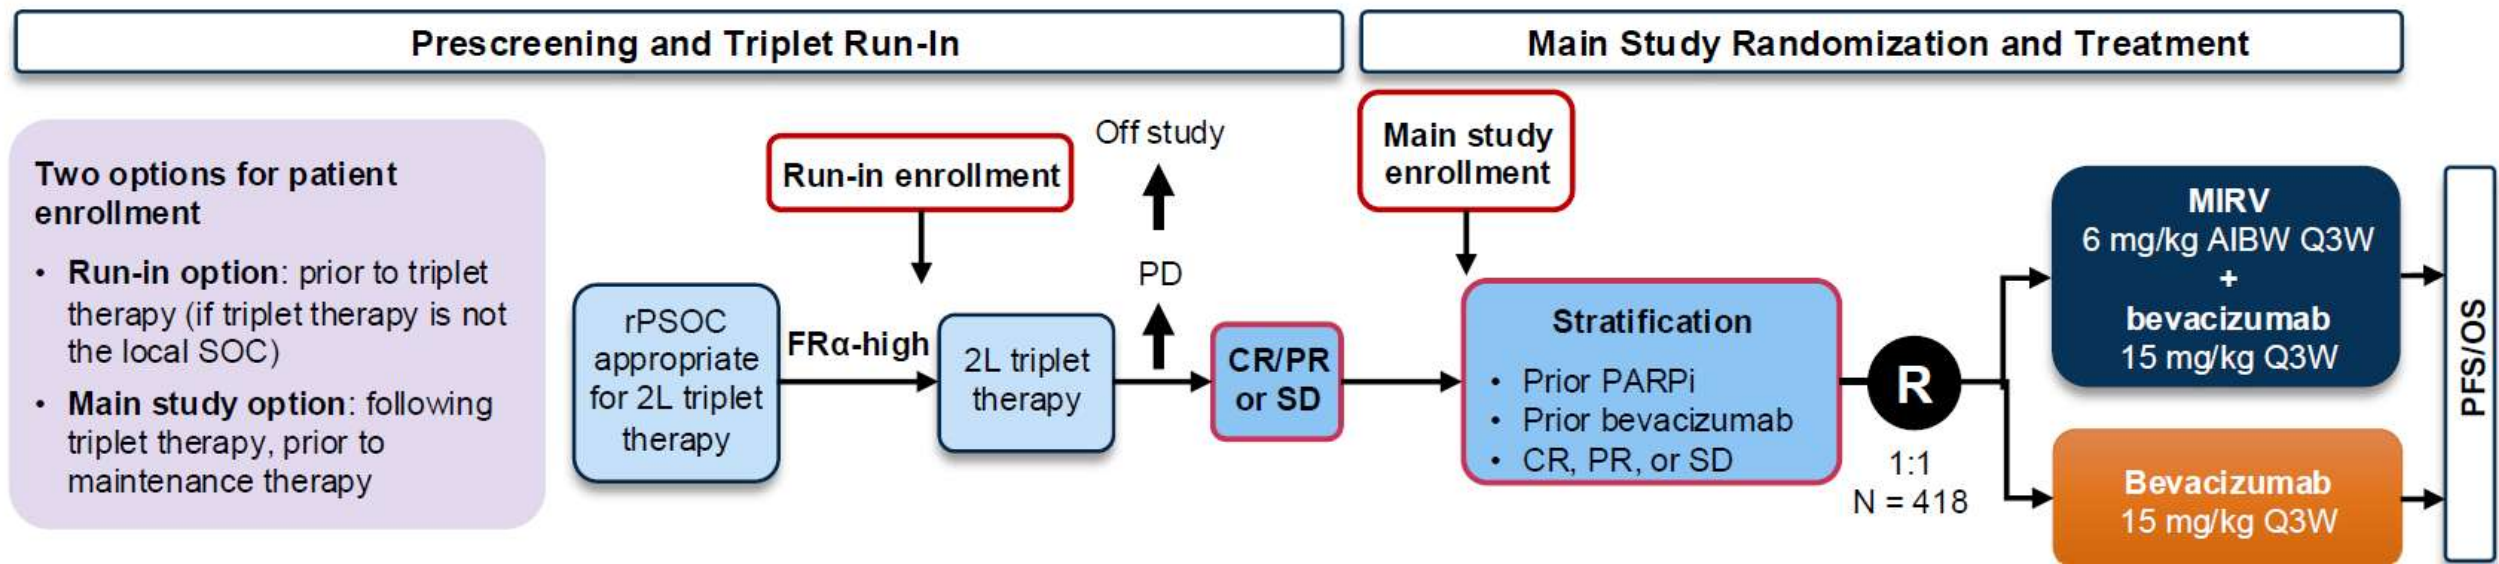 Prescreening and Triplet Run-In
Main Study Randomization and Treatment
Two options for patient
enrollment
• Run-in option: prior to triplet
therapy (if triplet therapy is not
the local SOC)
• Main study option: following
triplet therapy, prior to
maintenance therapy
rPSOC
appropriate
for 2L triplet
therapy
FRα-high
Run-in enrollment
2L triplet
therapy
Off study
PD
CR/PR
or SD
Main study
enrollment
Stratification
• Prior PARPi
• Prior bevacizumab
• CR, PR, or SD
R
1:1
N = 418
MIRV
6 mg/kg AIBW Q3W
+
bevacizumab
15 mg/kg Q3W
Bevacizumab
15 mg/kg Q3W
PFS/OS